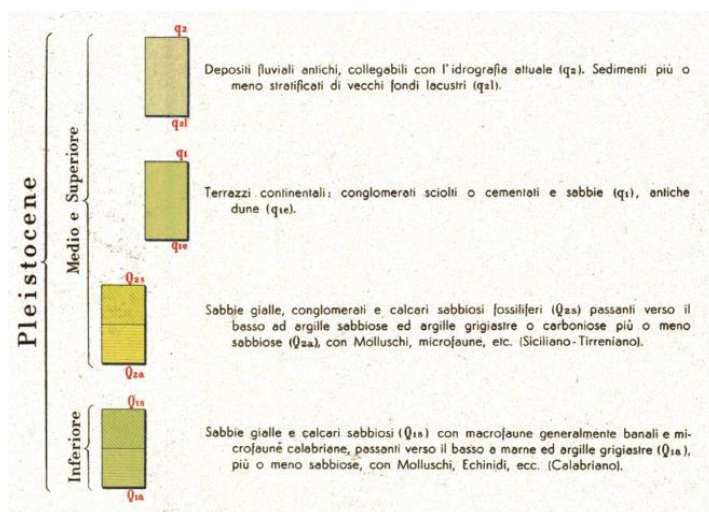 Pleistocene
Medio e Superiore
q2
Depositi fluviali antichi, collegabili con l'idrografia attuale (q2). Sedimenti più o
meno stratificati di vecchi fondi lacustri (q2l).
q2l
q1
Terrazzi continentali: conglomerati sciolti o cementati e sabbie (q1), antiche
dune (q1e).
q1e
Q2s
Sabbie gialle, conglomerati e calcari sabbiosi fossiliferi (Q2s) passanti verso il
basso ad argille sabbiose ed argille grigiastre o carboniose più o meno
sabbiose (Q2a), con Molluschi, microfaune, etc. (Siciliano-Tirreniano).
Q2a
Inferiore
Q1s
Sabbie gialle e calcari sabbiosi (Q1s) con macrofaune generalmente banali e mi-
crofaune calabriane, passanti verso il basso a marne ed argille grigiastre (Q1a),
più o meno sabbiose, con Molluschi, Echinidi, ecc. (Calabriano).
Q1a